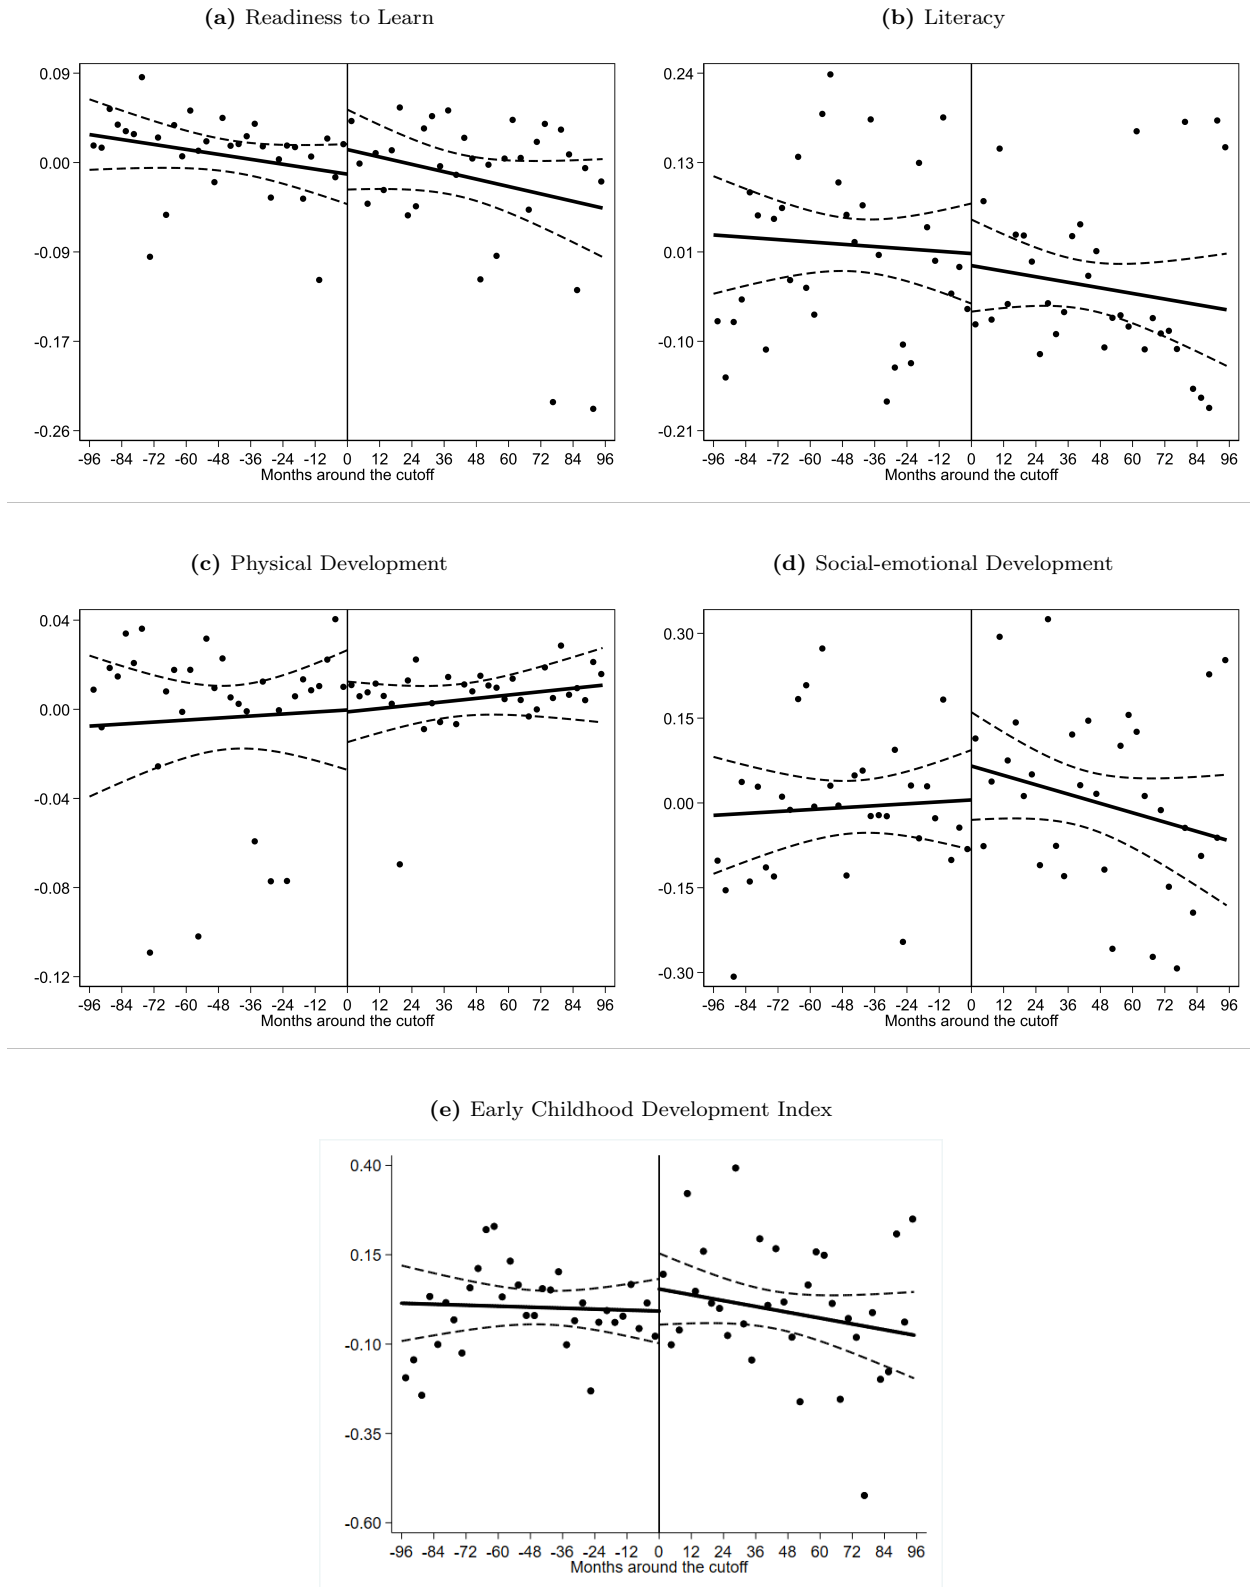 (a) Readiness to Learn
0.09
0.00
-0.09
-0.17
-0.26
-96 -84 -72 -60 -48 -36 -24 -12 0 12 24 36 48 60 72 84 96
Months around the cutoff
(b) Literacy
0.24
0.13
0.01
-0.10
-0.21
-96 -84 -72 -60 -48 -36 -24 -12 0 12 24 36 48 60 72 84 96
Months around the cutoff
(c) Physical Development
0.04
0.00
-0.04
-0.08
-0.12
-96 -84 -72 -60 -48 -36 -24 -12 0 12 24 36 48 60 72 84 96
Months around the cutoff
(d) Social-emotional Development
0.30
0.15
0.00
-0.15
-0.30
-96 -84 -72 -60 -48 -36 -24 -12 0 12 24 36 48 60 72 84 96
Months around the cutoff
(e) Early Childhood Development Index
0.40
0.15
-0.10
-0.35
-0.60
-96 -84 -72 -60 -48 -36 -24 -12 0 12 24 36 48 60 72 84 96
Months around the cutoff